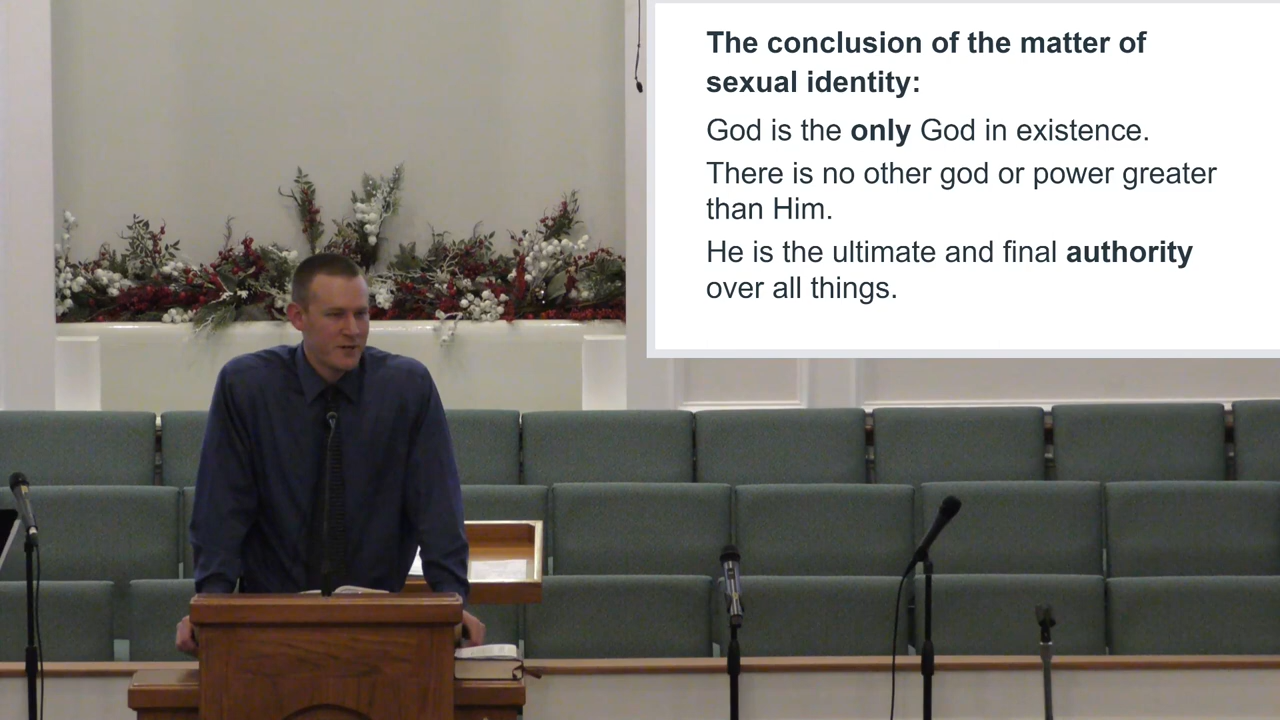 The conclusion of the matter of
sexual identity:
God is the only God in existence.
There is no other god or power greater
than Him.
He is the ultimate and final authority
over all things.